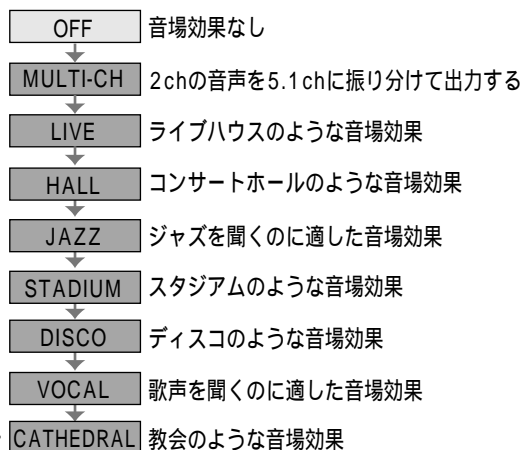 OFF 音場効果なし
MULTI-CH 2chの音声を5.1chに振り分けて出力する
LIVE ライブハウスのような音場効果
HALL コンサートホールのような音場効果
JAZZ ジャズを聞くのに適した音場効果
STADIUM スタジアムのような音場効果
DISCO ディスコのような音場効果
VOCAL 歌声を聞くのに適した音場効果
CATHEDRAL 教会のような音場効果